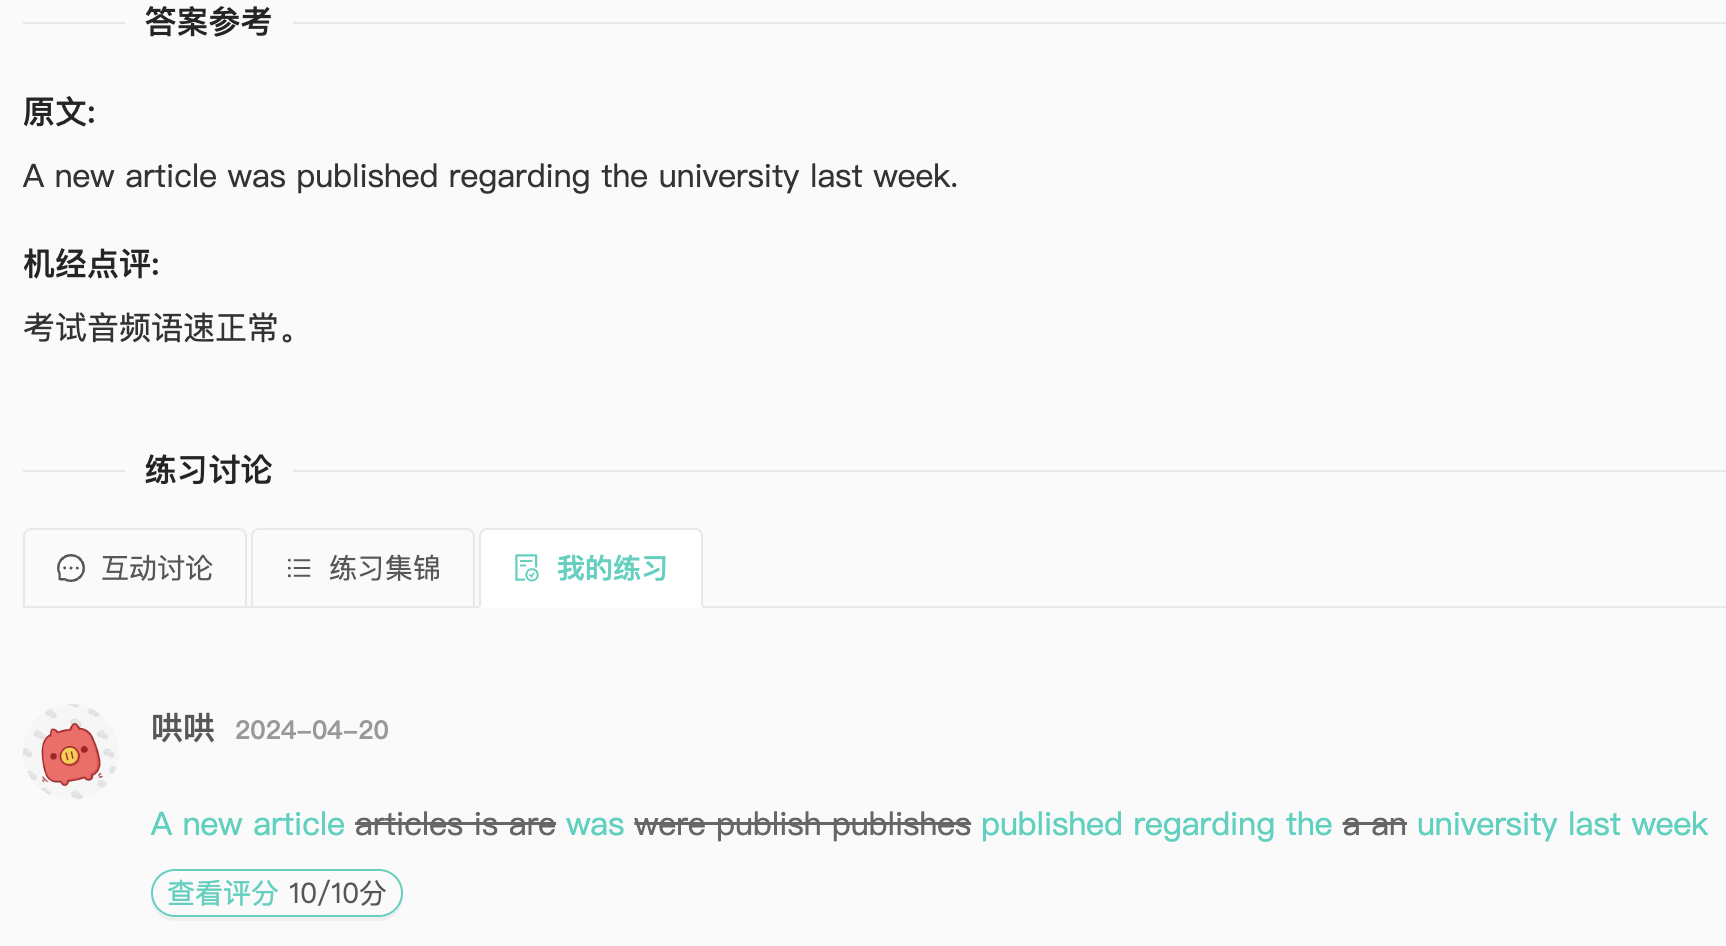 答案参考
原文:
A new article was published regarding the university last week.
机经点评:
考试音频语速正常。
练习讨论
互动讨论 练习集锦 我的练习
哄哄 2024-04-20
A new article articles is are was were publish publishes published regarding the a an university last week
查看评分 10/10分